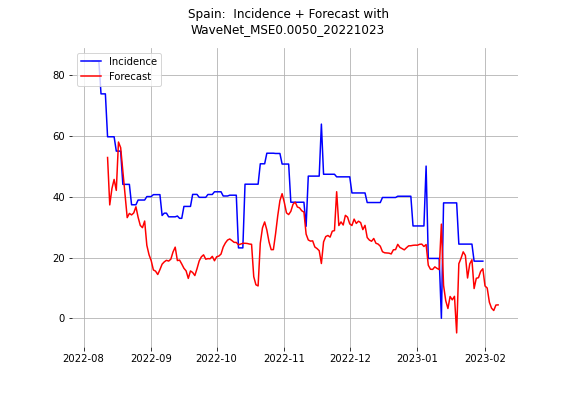 Spain:  Incidence + Forecast with
WaveNet_MSE0.0050_20221023
Incidence
Forecast
80
60
40
20
0
2022-08 2022-09 2022-10 2022-11 2022-12 2023-01 2023-02